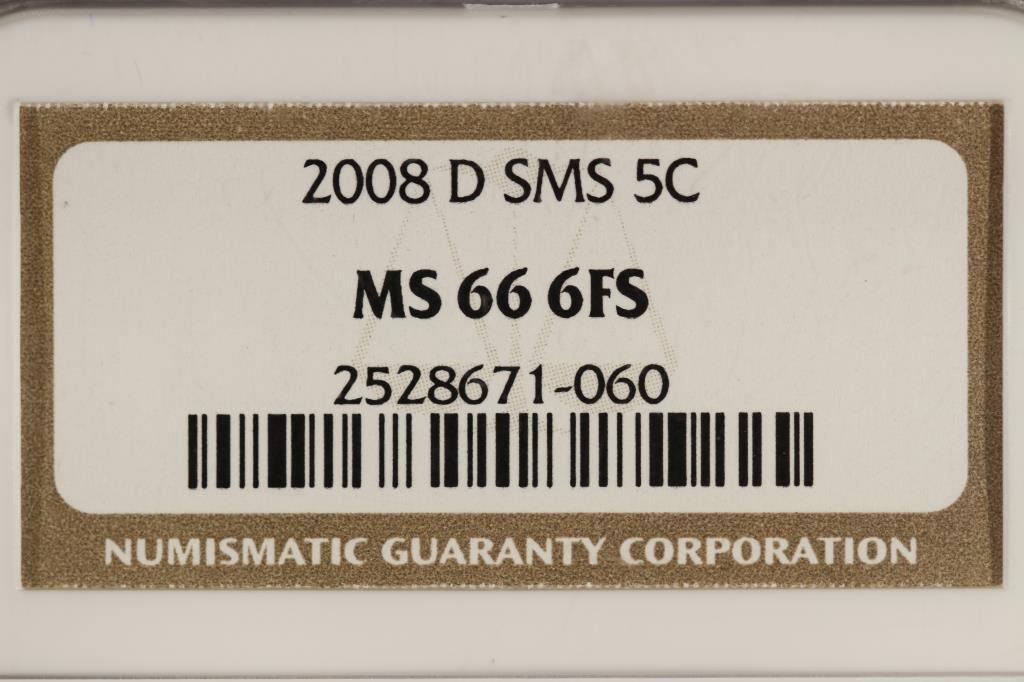 2008 D SMS 5C
MS 66 6FS
2528671-060
NUMISMATIC GUARANTY CORPORATION